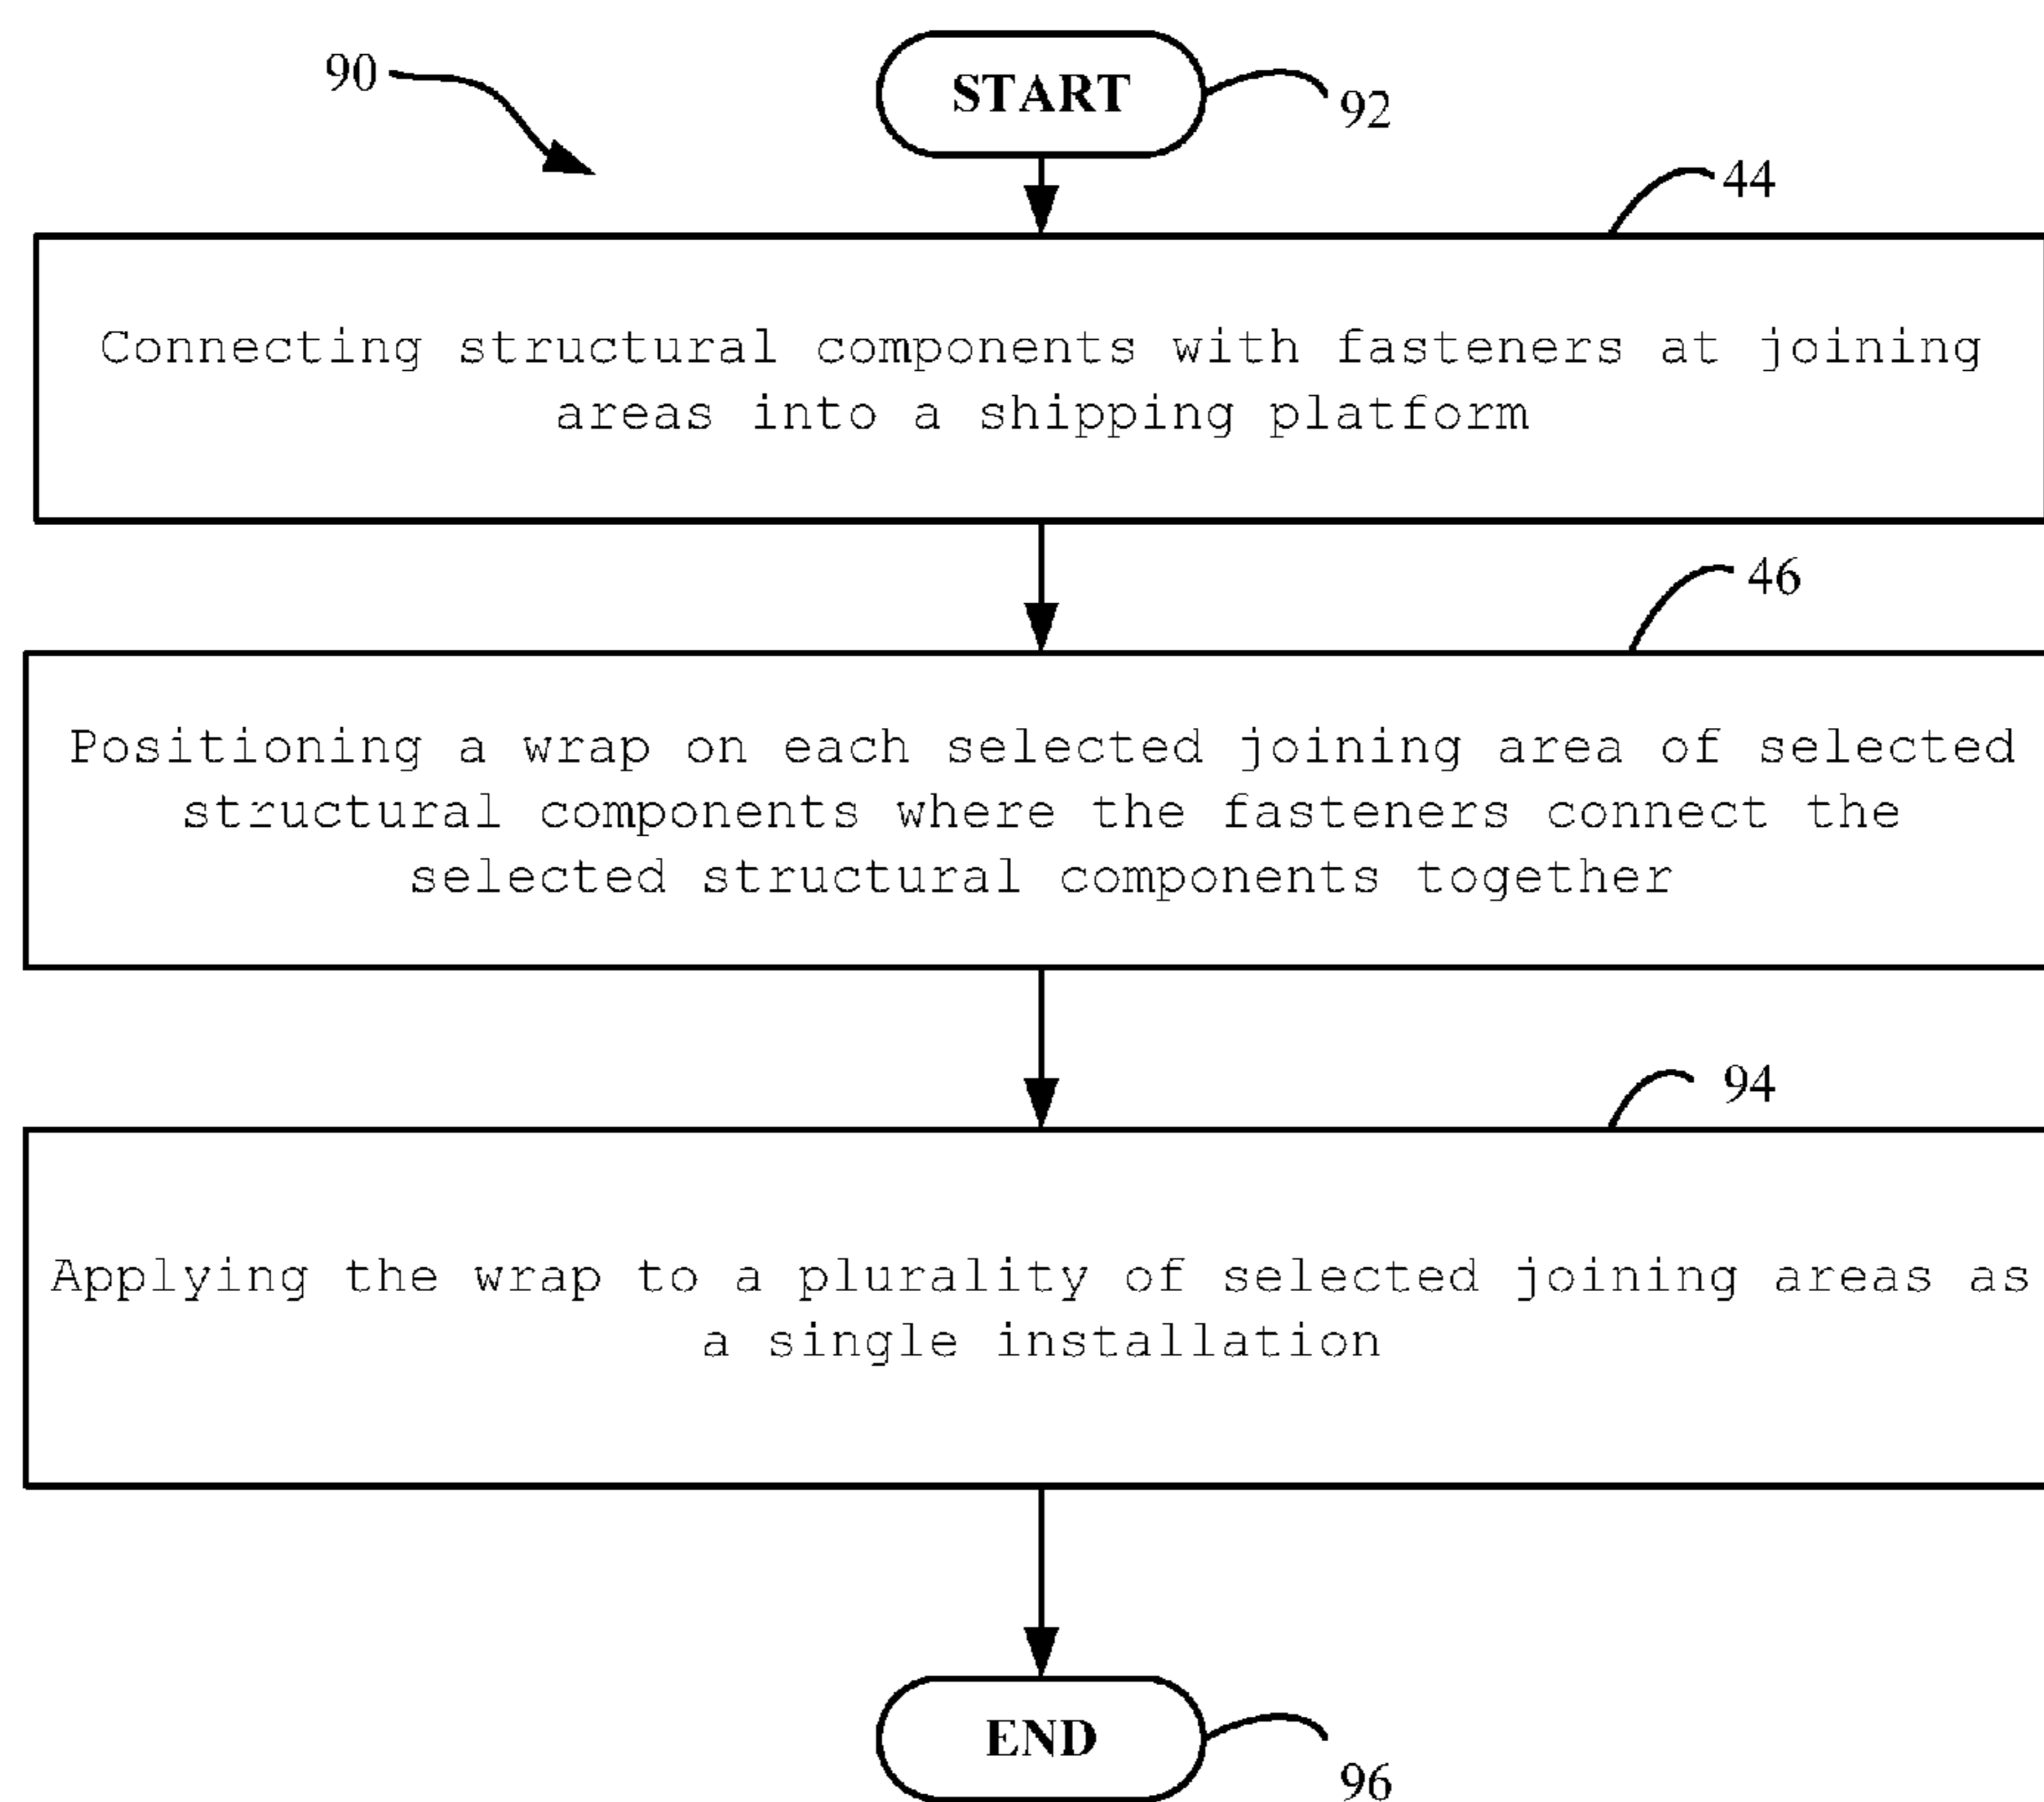 90
START
92
44
Connecting structural components with fasteners at joining
areas into a shipping platform
46
Positioning a wrap on each selected joining area of selected
structural components where the fasteners connect the
selected structural components together
94
Applying the wrap to a plurality of selected joining areas as
a single installation
END
96